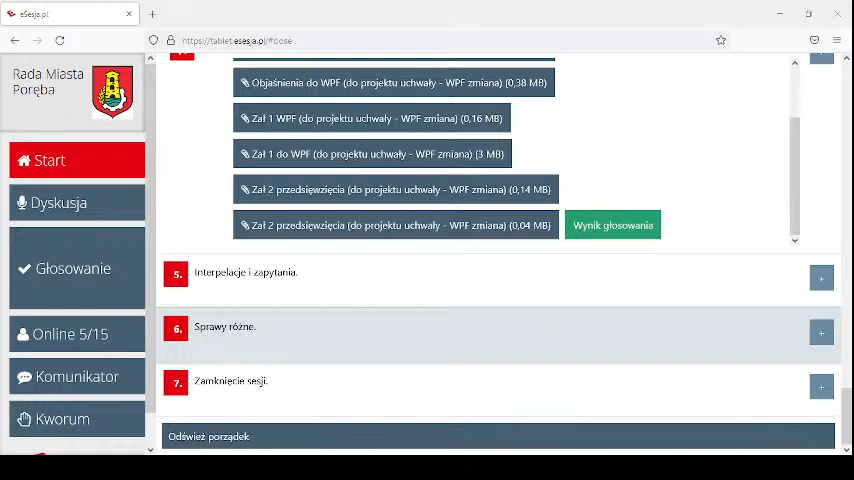 eSesja.pl
https://tablet.esesja.pl/#close
Rada Miasta
Poręba
Start
Dyskusja
Głosowanie
Online 5/15
Komunikator
Kworum
Objaśnienia do WPF (do projektu uchwały - WPF zmiana) (0,38 MB)
Zał 1 WPF (do projektu uchwały - WPF zmiana) (0,16 MB)
Zał 1 do WPF (do projektu uchwały - WPF zmiana) (3 MB)
Zał 2 przedsięwzięcia (do projektu uchwały - WPF zmiana) (0,14 MB)
Zał 2 przedsięwzięcia (do projektu uchwały - WPF zmiana) (0,04 MB)
Wynik głosowania
5. Interpelacje i zapytania.
6. Sprawy różne.
7. Zamknięcie sesji.
Odśwież porządek